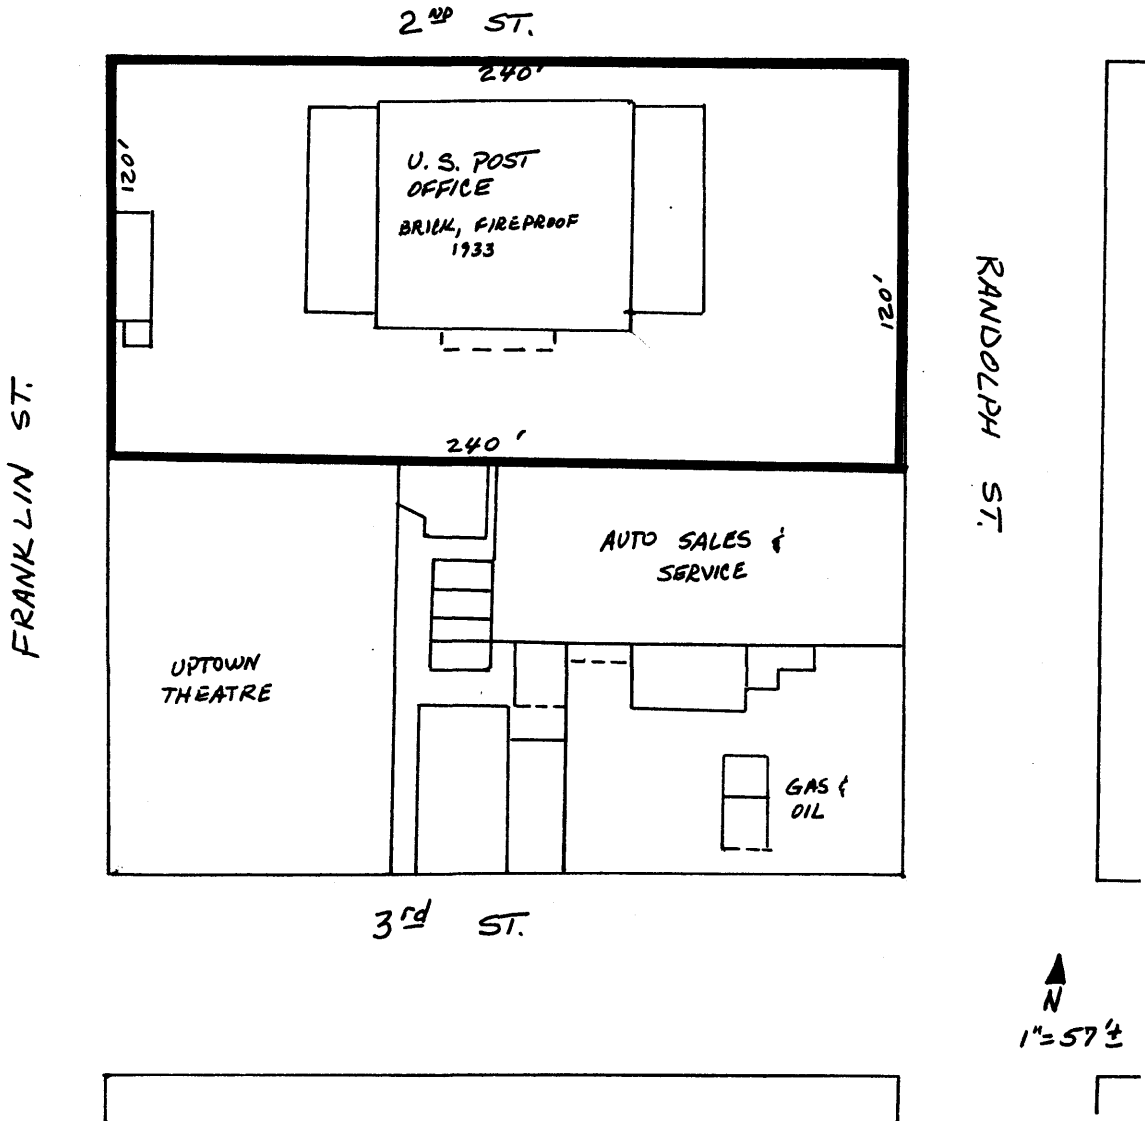 2ND ST.
240'
120'
U. S. POST
OFFICE
BRICK, FIREPROOF
1933
120'
RANDOLPH ST.
FRANKLIN ST.
240'
AUTO SALES &
SERVICE
UPTOWN
THEATRE
GAS &
OIL
3rd ST.
N
1"=57'±